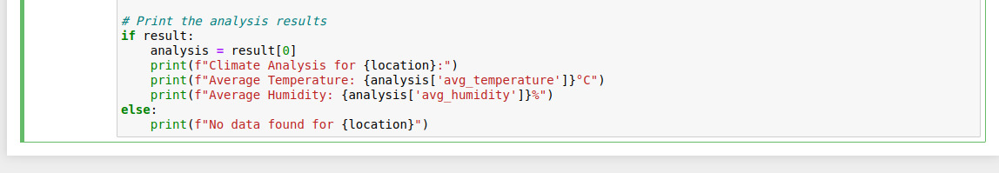 # Print the analysis results
if result:
    analysis = result[0]
    print(f"Climate Analysis for {location}:")
    print(f"Average Temperature: {analysis['avg_temperature']}°C")
    print(f"Average Humidity: {analysis['avg_humidity']}%")
else:
    print(f"No data found for {location}")